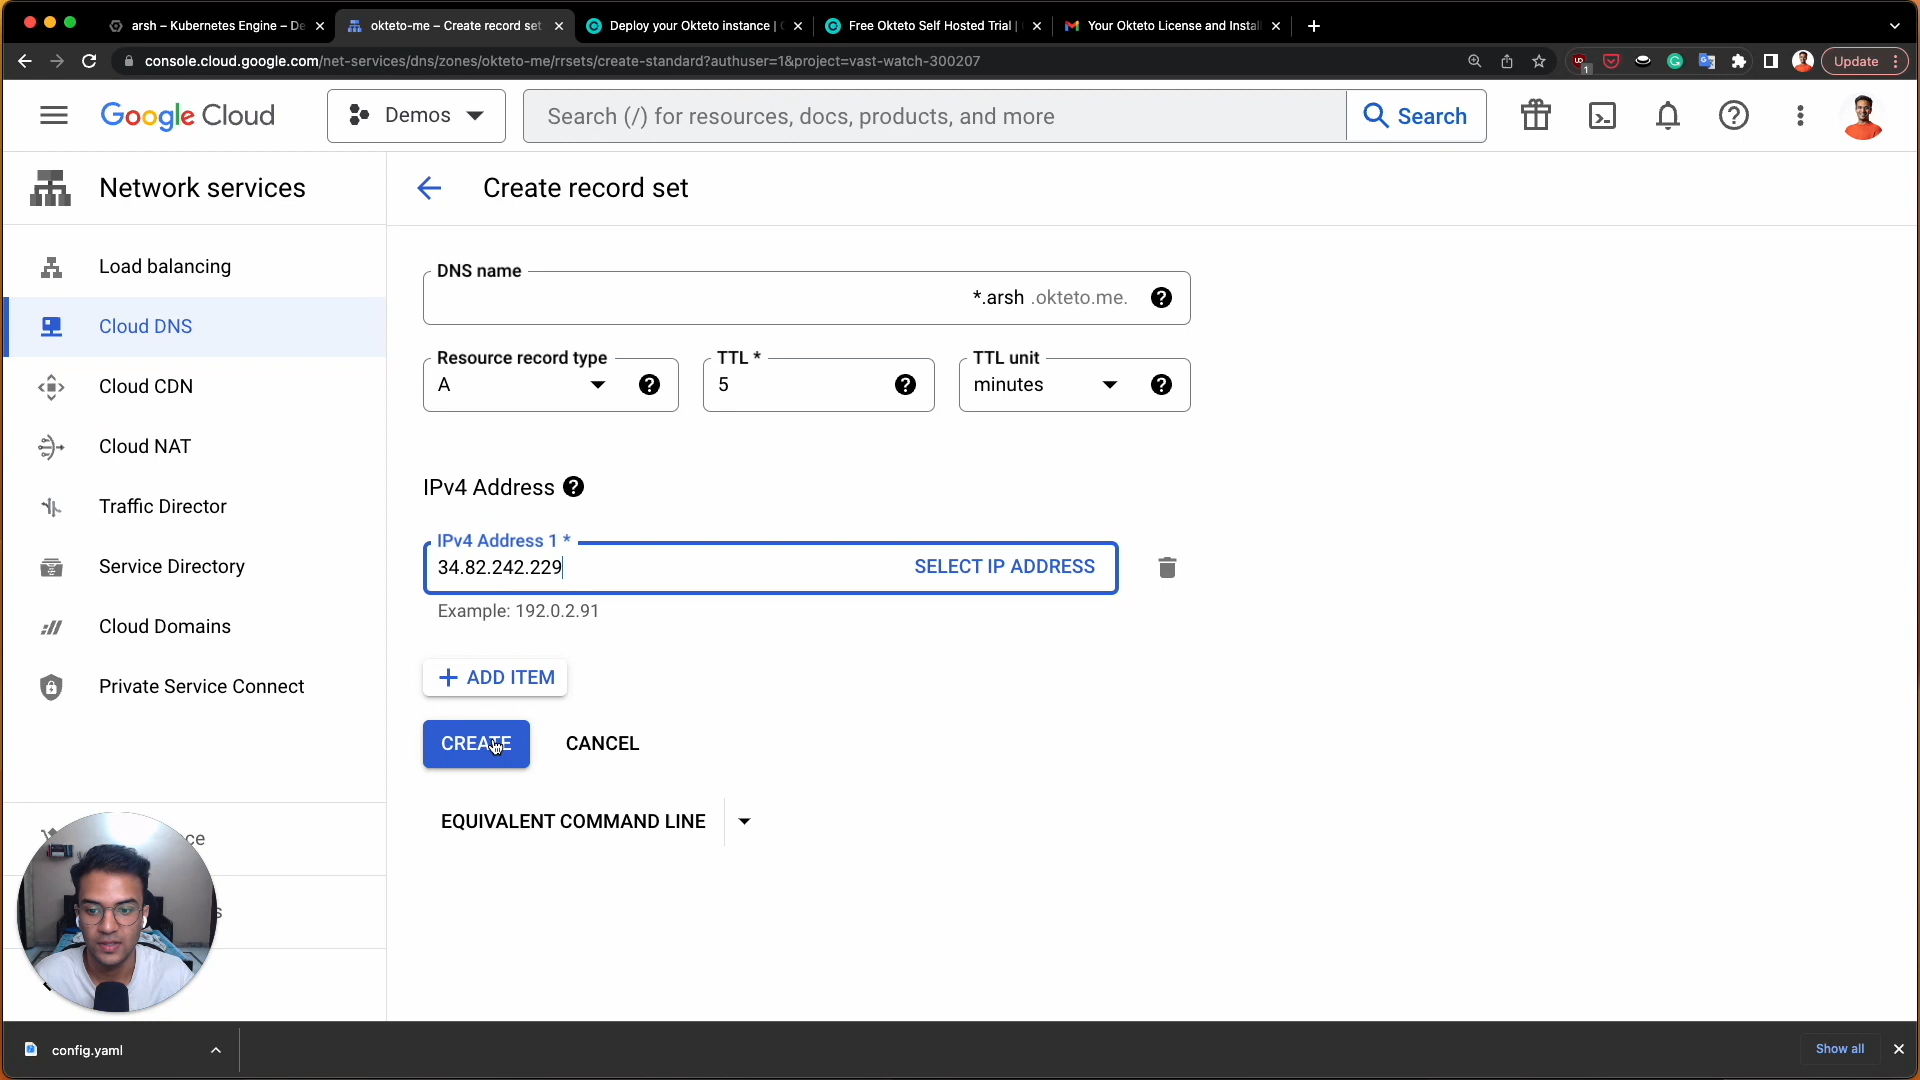 arsh – Kubernetes Engine – De
okteto-me – Create record set
Deploy your Okteto instance |
Free Okteto Self Hosted Trial |
Your Okteto License and Instal
console.cloud.google.com/net-services/dns/zones/okteto-me/rrsets/create-standard?authuser=1&project=vast-watch-300207
1
Update
Google Cloud
Demos
Search (/) for resources, docs, products, and more
Search
Network services
Create record set
Load balancing
Cloud DNS
Cloud CDN
Cloud NAT
Traffic Director
Service Directory
Cloud Domains
Private Service Connect
ce
s
DNS name
*.arsh .okteto.me.
Resource record type
A
TTL *
5
TTL unit
minutes
IPv4 Address
IPv4 Address 1 *
34.82.242.229
SELECT IP ADDRESS
Example: 192.0.2.91
+ ADD ITEM
CREATE
CANCEL
EQUIVALENT COMMAND LINE
config.yaml
Show all